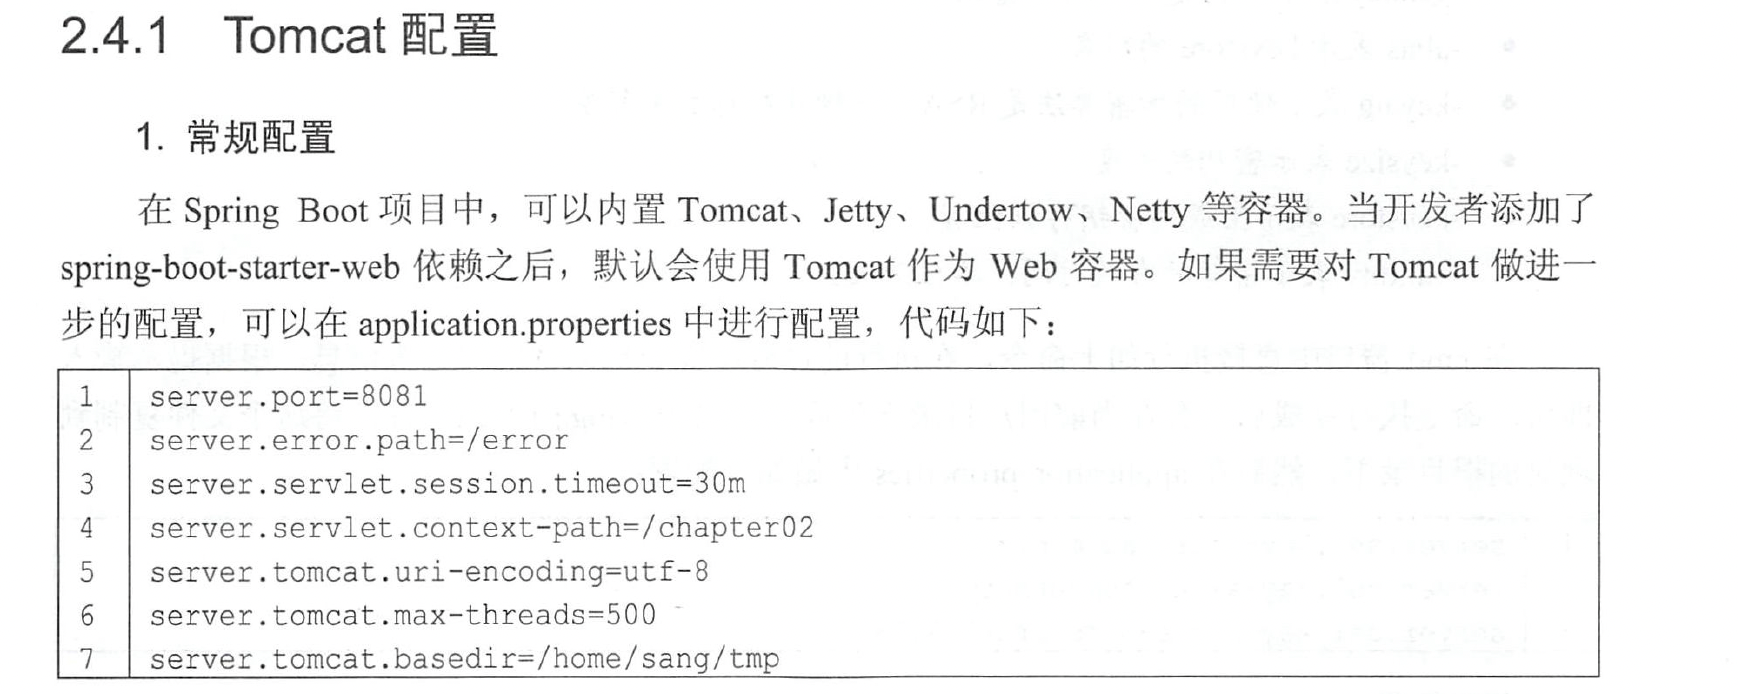 2.4.1 Tomcat 配置
1. 常规配置
在 Spring Boot 项目中，可以内置 Tomcat、Jetty、Undertow、Netty 等容器。当开发者添加了
spring-boot-starter-web 依赖之后，默认会使用 Tomcat 作为 Web 容器。如果需要对 Tomcat 做进一
步的配置，可以在 application.properties 中进行配置，代码如下：
1 server.port=8081
2 server.error.path=/error
3 server.servlet.session.timeout=30m
4 server.servlet.context-path=/chapter02
5 server.tomcat.uri-encoding=utf-8
6 server.tomcat.max-threads=500
7 server.tomcat.basedir=/home/sang/tmp